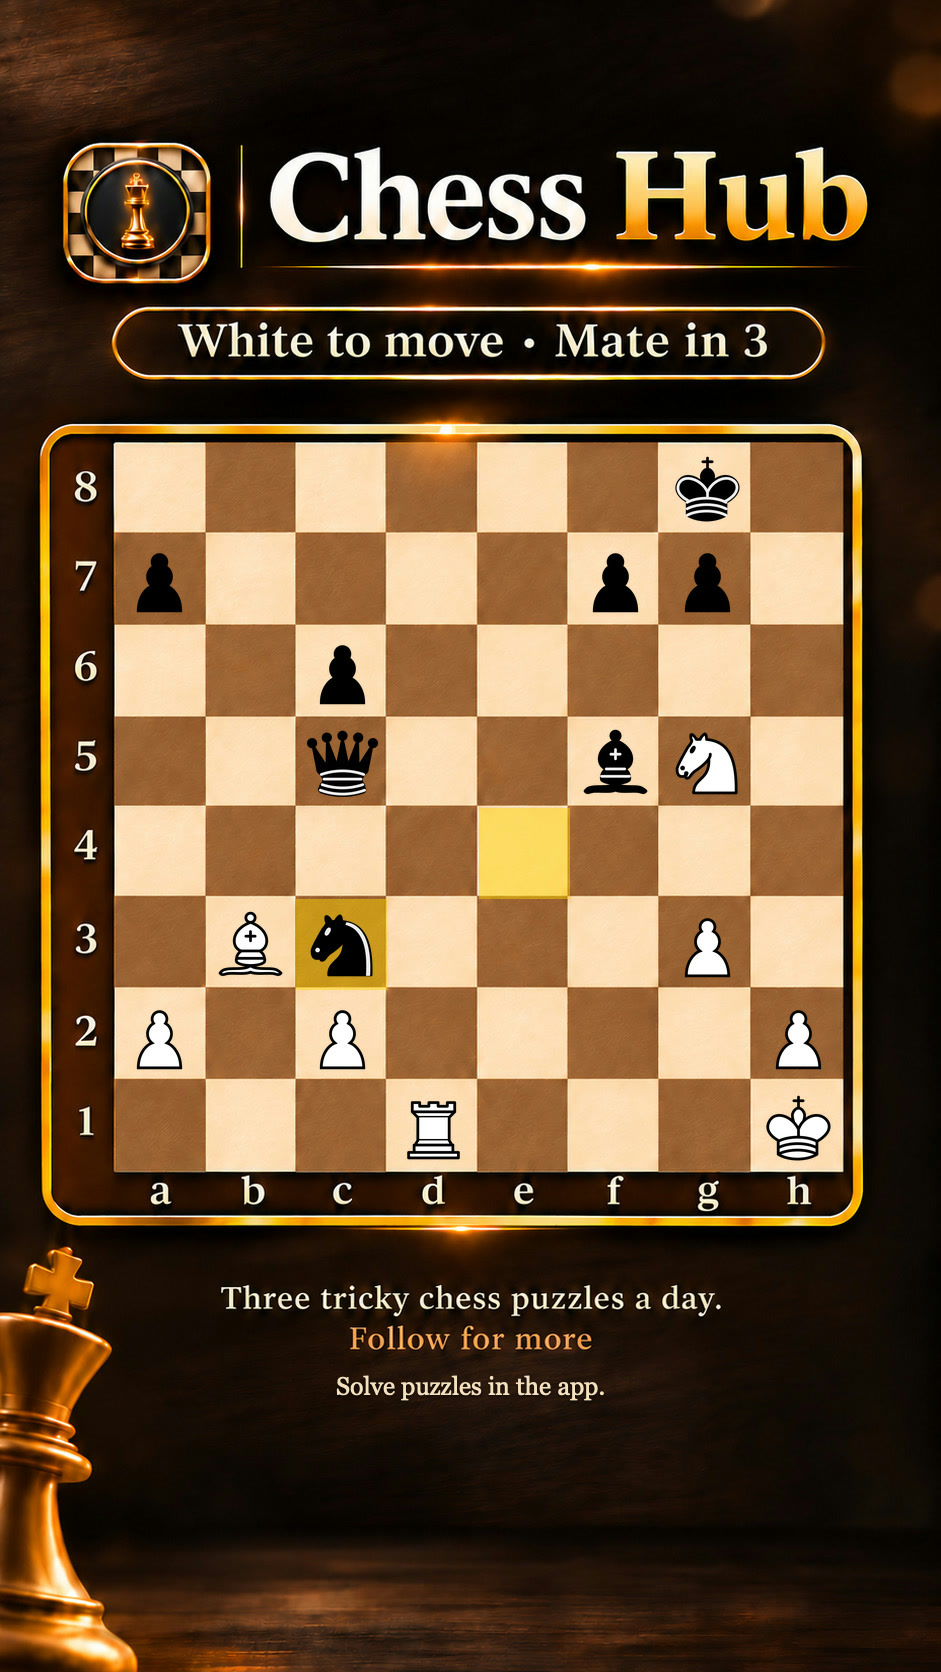 Chess Hub
White to move • Mate in 3
8
7
6
5
4
3
2
1
a b c d e f g h
Three tricky chess puzzles a day.
Follow for more
Solve puzzles in the app.